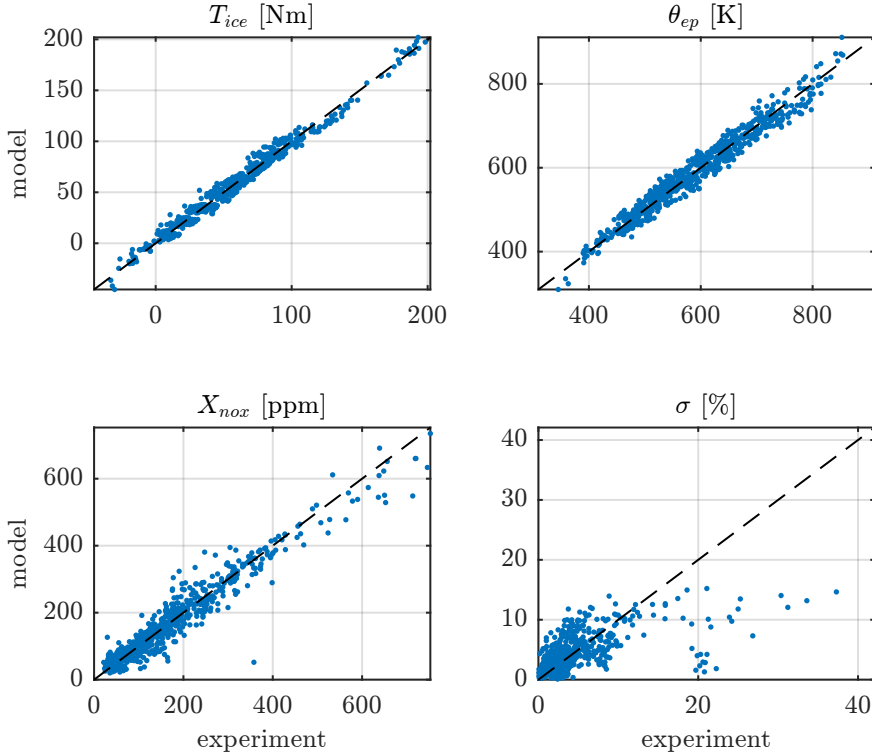 T_ice [Nm]
200
150
100
50
0
0 100 200
model
θ_ep [K]
800
600
400
400 600 800
X_nox [ppm]
600
400
200
0
0 200 400 600
model
experiment
σ [%]
40
30
20
10
0
0 20 40
experiment